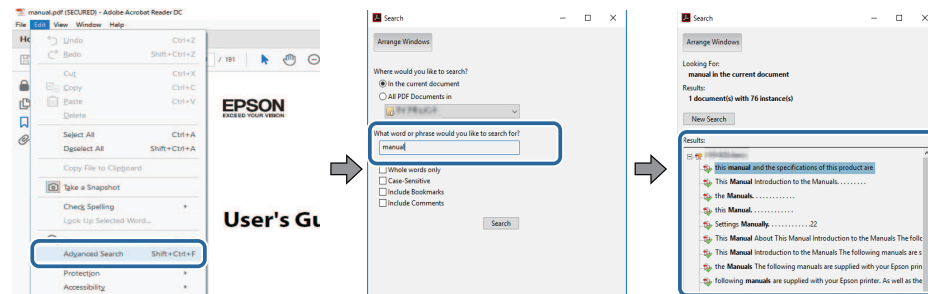 manual.pdf (SECURED) - Adobe Acrobat Reader DC
File Edit View Window Help
Undo Ctrl+Z
Redo Shift+Ctrl+Z
Cut Ctrl+X
Copy Ctrl+C
Paste Ctrl+V
Delete
Select All Ctrl+A
Deselect All Shift+Ctrl+A
Copy File to Clipboard
Take a Snapshot
Check Spelling
Look Up Selected Word...
Advanced Search Shift+Ctrl+F
Protection
Accessibility
/ 191
EPSON
EXCEED YOUR VISION
User's Gu
Search
Arrange Windows
Where would you like to search?
In the current document
All PDF Documents in
What word or phrase would you like to search for?
manual
Whole words only
Case-Sensitive
Include Bookmarks
Include Comments
Search
Search
Arrange Windows
Looking For:
manual in the current document
Results:
1 document(s) with 76 instance(s)
New Search
Results:
this manual and the specifications of this product are
This Manual Introduction to the Manuals. . . . . . . . .
the Manuals. . . . . . . . . . . . .
this Manual. . . . . . . . . . . . .
Settings Manually. . . . . . . . . . . . .22
This Manual About This Manual Introduction to the Manuals The follc
This Manual Introduction to the Manuals The following manuals are s
the Manuals The following manuals are supplied with your Epson prin
following manuals are supplied with your Epson printer. As well as the